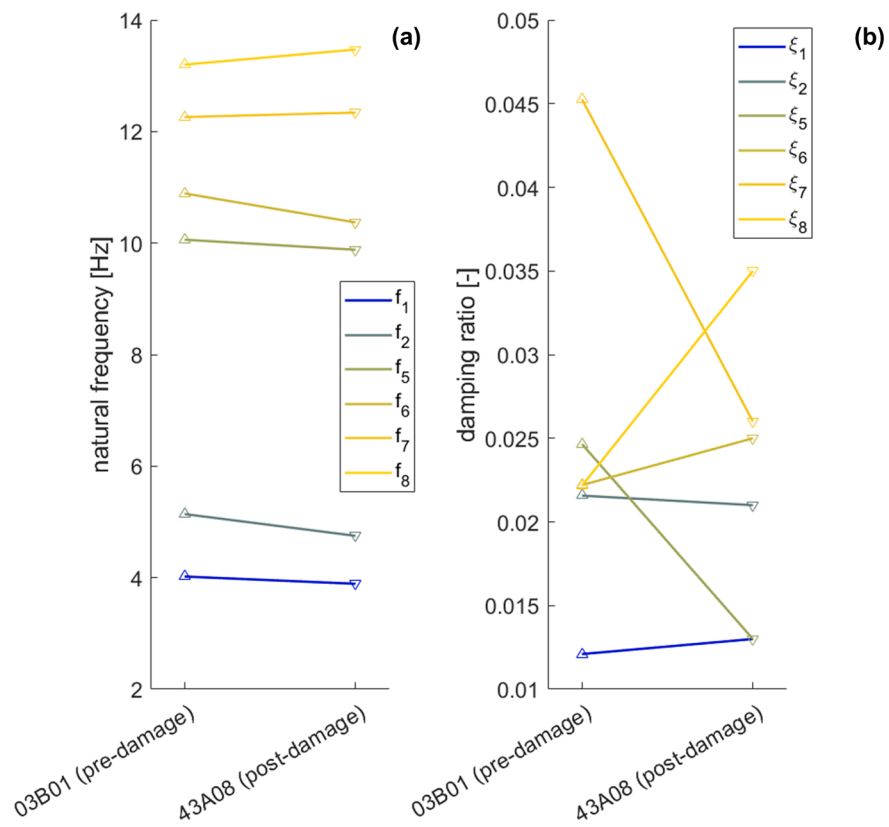 (a)
natural frequency [Hz]
14
12
10
8
6
4
2
f1
f2
f5
f6
f7
f8
03B01 (pre-damage)
43A08 (post-damage)
(b)
damping ratio [-]
0.05
0.045
0.04
0.035
0.03
0.025
0.02
0.015
0.01
ξ1
ξ2
ξ5
ξ6
ξ7
ξ8
03B01 (pre-damage)
43A08 (post-damage)